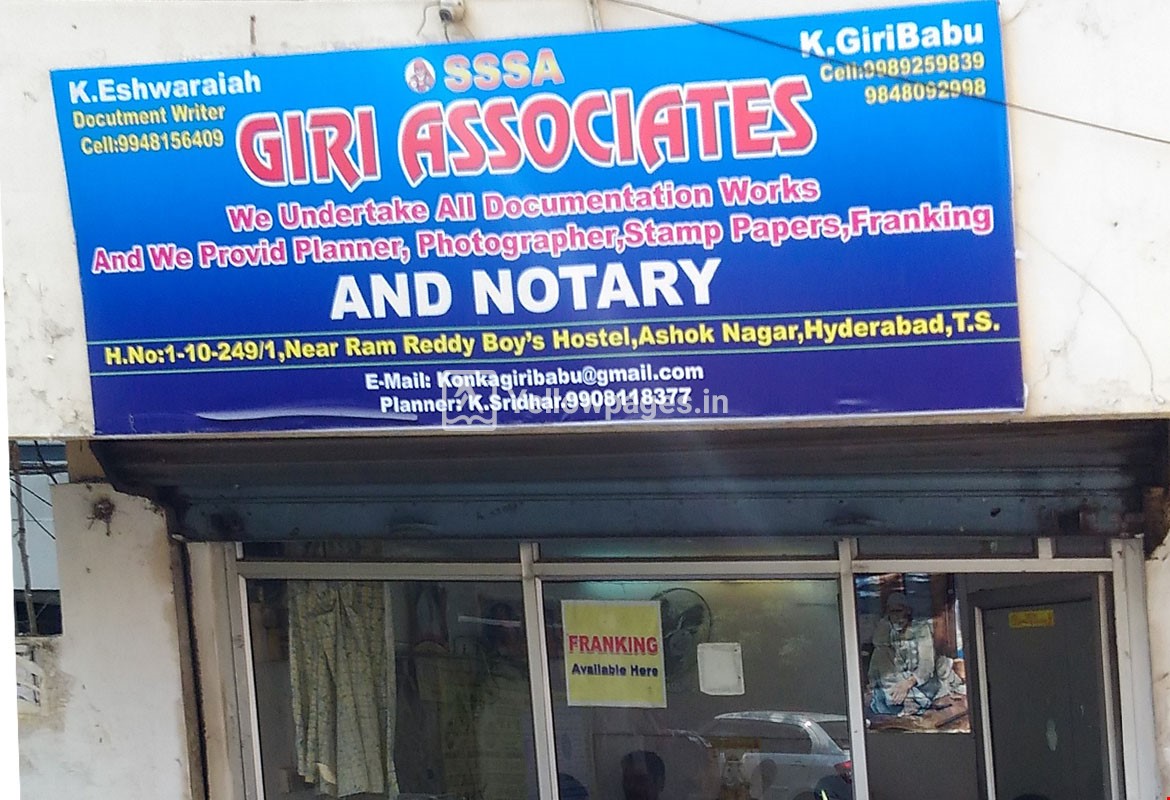 K.Eshwaraiah
Doctument Writer
Cell:9948156409
SSSA
GIRI ASSOCIATES
K.GiriBabu
Cell:9989259839
9848092998
We Undertake All Documentation Works
And We Provid Planner, Photographer,Stamp Papers,Franking
AND NOTARY
H.No:1-10-249/1,Near Ram Reddy Boy's Hostel,Ashok Nagar,Hyderabad,T.S.
E-Mail: Konkagiribabu@gmail.com
Planner: K.Sridhar.9908118377
Yellowpages.in
FRANKING
Available Here